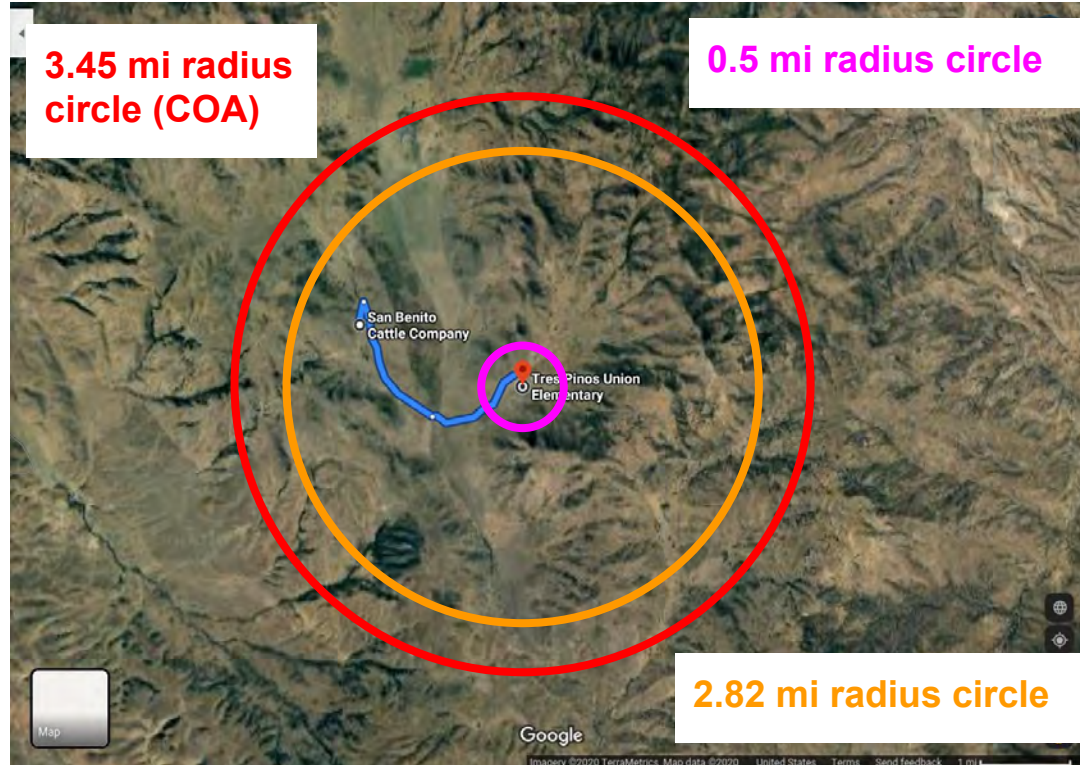 3.45 mi radius
circle (COA)
0.5 mi radius circle
San Benito
Cattle Company
Tres Pinos Union
Elementary
2.82 mi radius circle
Map
Google
Imagery ©2020 TerraMetrics, Map data ©2020 United States Terms Send feedback 1 mi